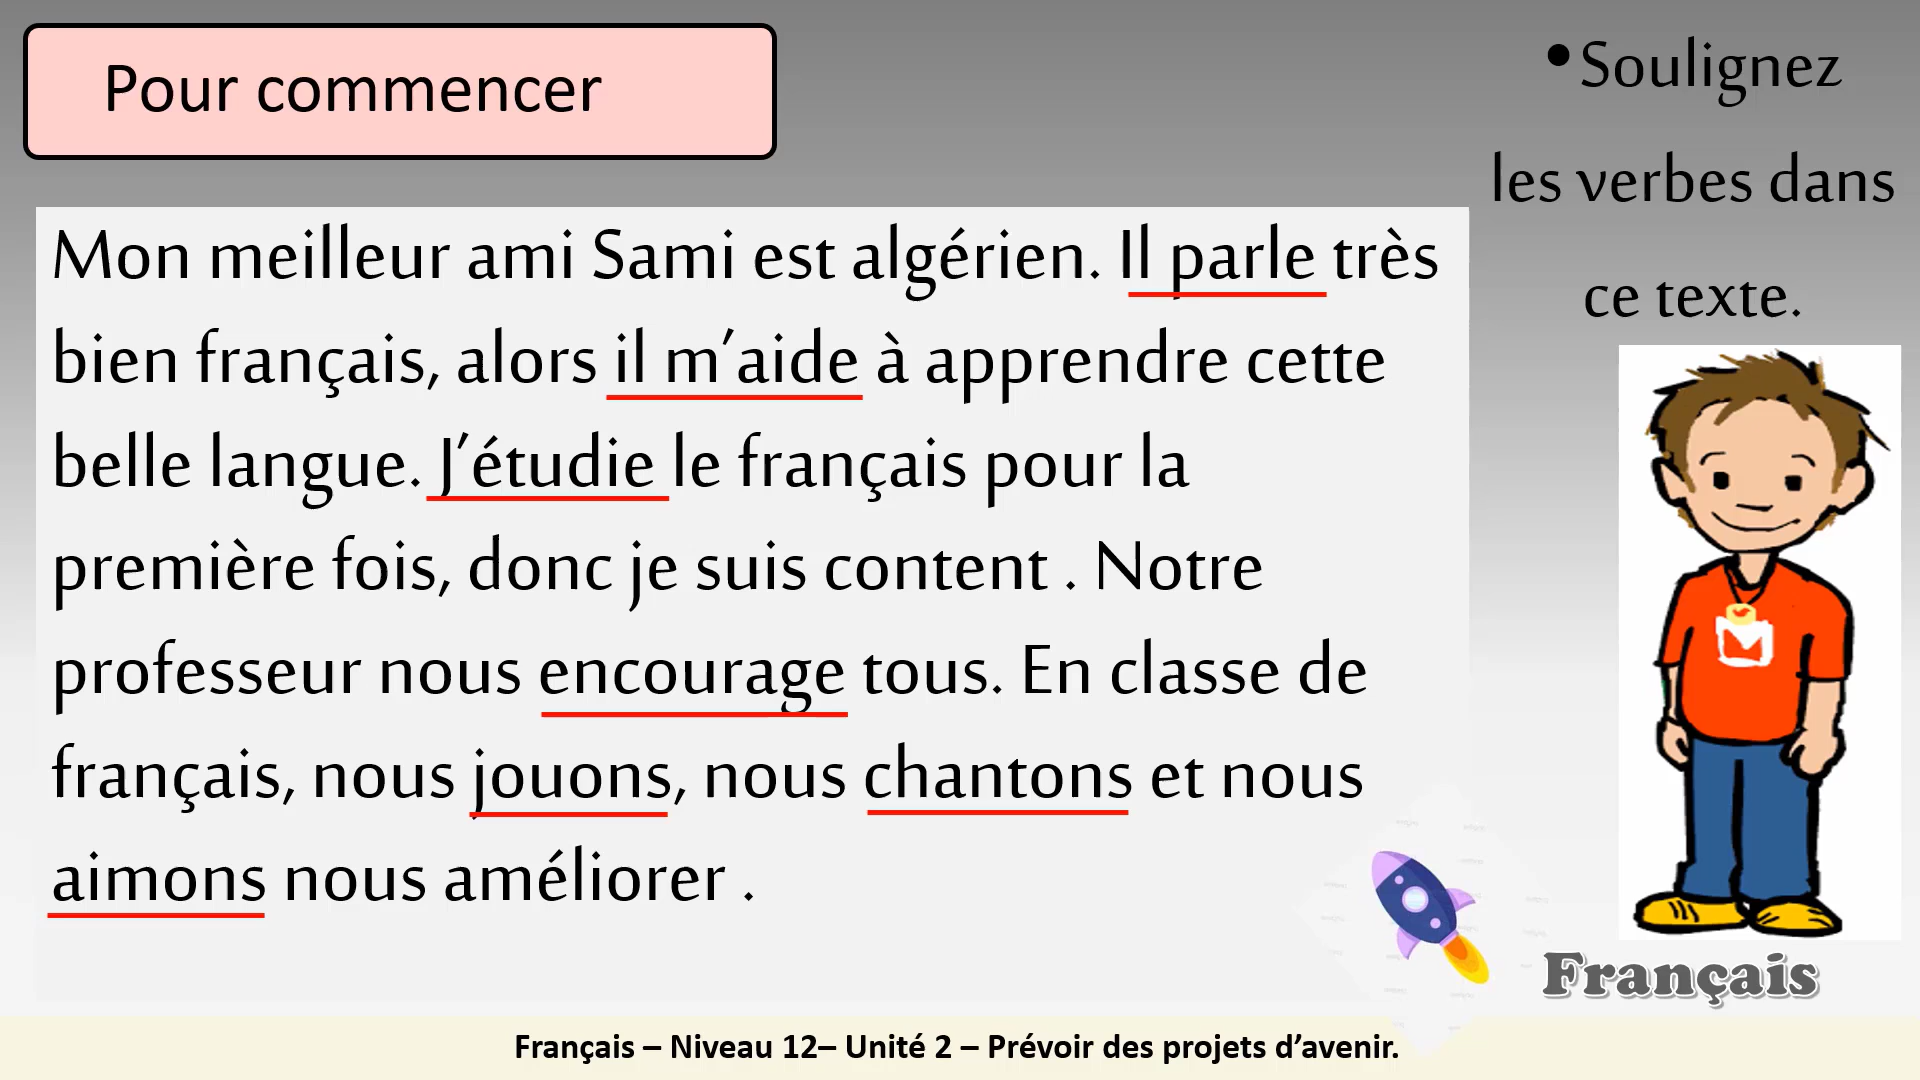 Pour commencer
•Soulignez
les verbes dans
ce texte.
Mon meilleur ami Sami est algérien. Il parle très
bien français, alors il m’aide à apprendre cette
belle langue. J’étudie le français pour la
première fois, donc je suis content . Notre
professeur nous encourage tous. En classe de
français, nous jouons, nous chantons et nous
aimons nous améliorer .
Français
Français – Niveau 12– Unité 2 – Prévoir des projets d’avenir.